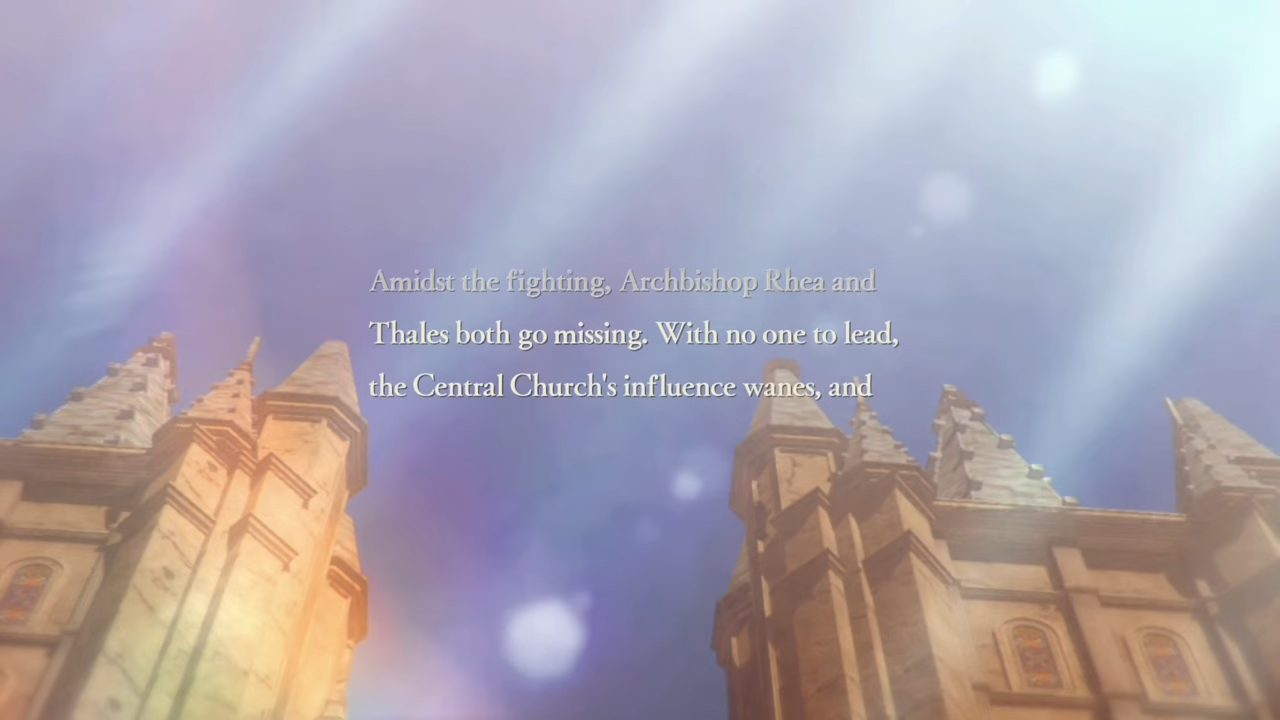 Amidst the fighting, Archbishop Rhea and
Thales both go missing. With no one to lead,
the Central Church's influence wanes, and